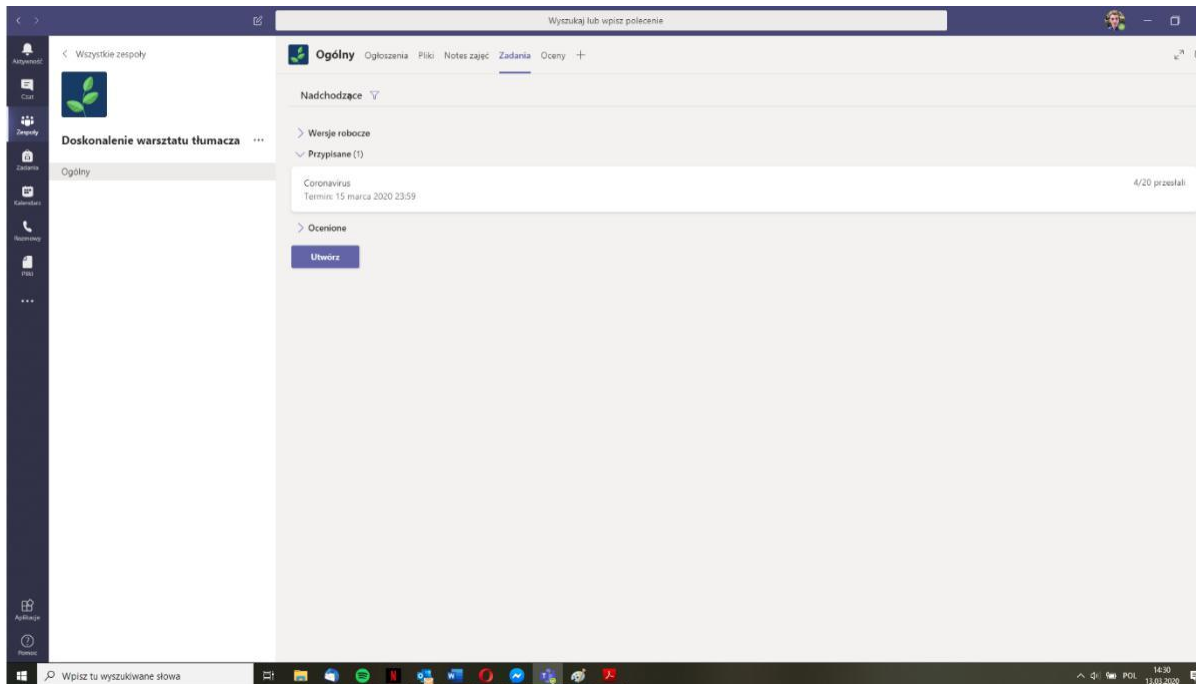 Wyszukaj lub wpisz polecenie
Aktywność
Czat
Zespoły
Zadania
Kalendarz
Rozmowy
Pliki
Aplikacje
Pomoc
Wszystkie zespoły
Doskonalenie warsztatu tłumacza
Ogólny
Ogólny Ogłoszenia Pliki Notes zajęć Zadania Oceny
Nadchodzące
Wersje robocze
Przypisane (1)
Coronavirus 4/20 przesłali
Termin: 15 marca 2020 23:59
Ocenione
Utwórz
Wpisz tu wyszukiwane słowa
POL
14:30
13.03.2020